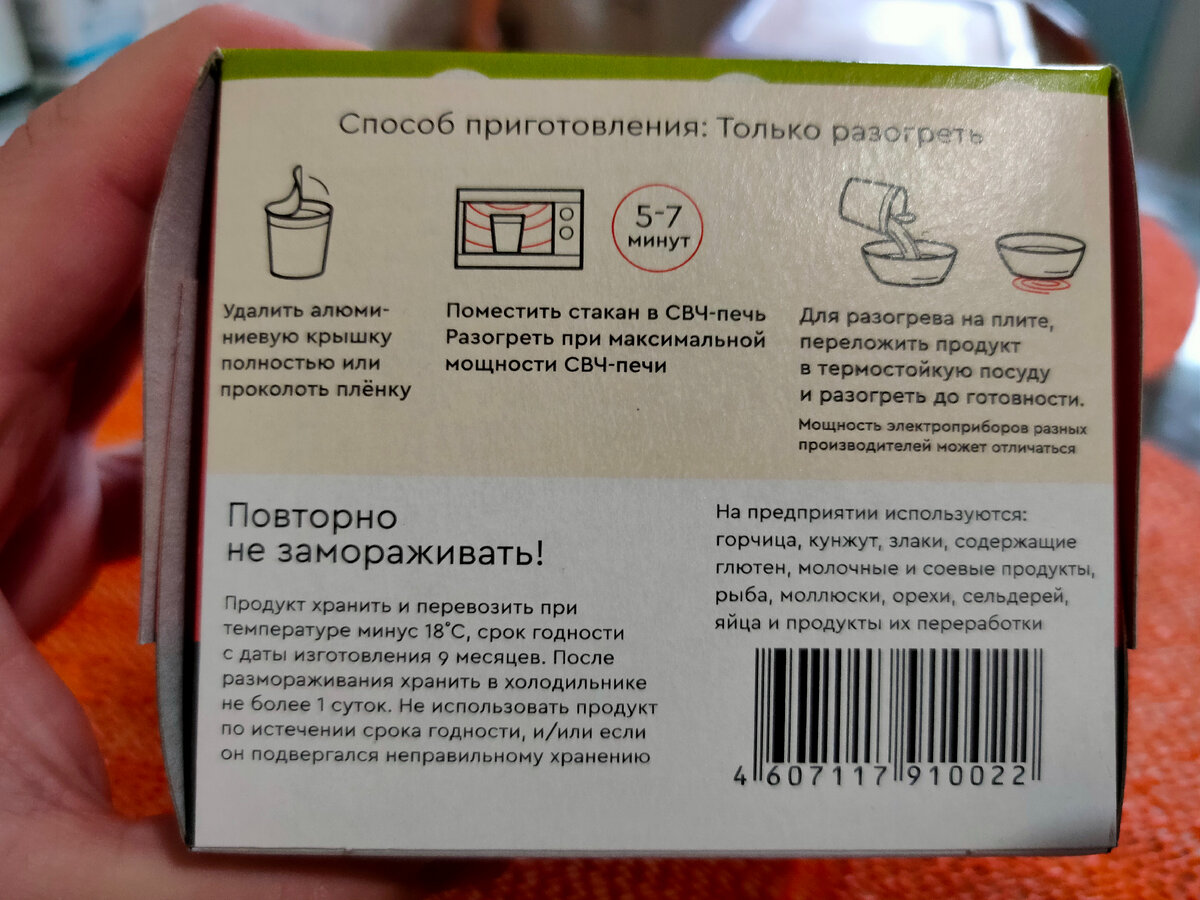 Способ приготовления: Только разогреть
5-7
минут
Удалить алюми-
ниевую крышку
полностью или
проколоть плёнку
Поместить стакан в СВЧ-печь
Разогреть при максимальной
мощности СВЧ-печи
Для разогрева на плите,
переложить продукт
в термостойкую посуду
и разогреть до готовности.
Мощность электроприборов разных
производителей может отличаться
Повторно
не замораживать!
Продукт хранить и перевозить при
температуре минус 18°С, срок годности
с даты изготовления 9 месяцев. После
размораживания хранить в холодильнике
не более 1 суток. Не использовать продукт
по истечении срока годности, и/или если
он подвергался неправильному хранению
На предприятии используются:
горчица, кунжут, злаки, содержащие
глютен, молочные и соевые продукты,
рыба, моллюски, орехи, сельдерей,
яйца и продукты их переработки
4 607117 910022